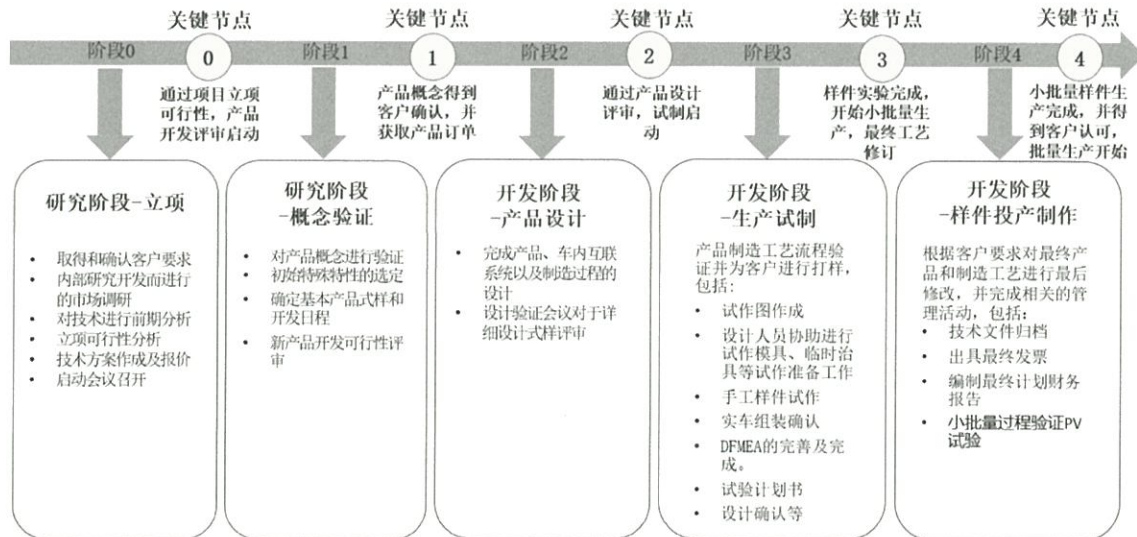 关键节点
关键节点
关键节点
关键节点
关键节点
阶段0
0
阶段1
1
阶段2
2
阶段3
3
阶段4
4
通过项目立项
可行性,产品
开发评审启动
产品概念得到
客户确认,并
获取产品订单
通过产品设计
评审,试制启
动
样件实验完成,
开始小批量生
产,最终工艺
修订
小批量样件生
产完成,并得
到客户认可,
批量生产开始
研究阶段-立项
• 取得和确认客户要求
• 内部研究开发而进行
的市场调研
• 对技术进行前期分析
• 立项可行性分析
• 技术方案作成及报价
• 启动会议召开
研究阶段
-概念验证
• 对产品概念进行验证
• 初始特殊特性的选定
• 确定基本产品式样和
开发日程
• 新产品开发可行性评
审
开发阶段
-产品设计
• 完成产品、车内互联
系统以及制造过程的
设计
• 设计验证会议对于详
细设计式样评审
开发阶段
-生产试制
产品制造工艺流程验
证并为客户进行打样,
包括:
• 试作图作成
• 设计人员协助进行
试作模具、临时治
具等试作准备工作
• 手工样件试作
• 实车组装确认
• DFMEA的完善及完
成。
• 试验计划书
• 设计确认等
开发阶段
-样件投产制作
根据客户要求对最终产
品和制造工艺进行最后
修改,并完成相关的管
理活动,包括:
• 技术文件归档
• 出具最终发票
• 编制最终计划财务
报告
• 小批量过程验证PV
试验